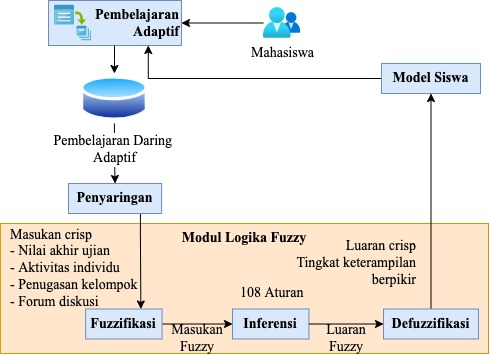 Pembelajaran
Adaptif
Mahasiswa
Model Siswa
Pembelajaran Daring
Adaptif
Penyaringan
Masukan crisp
- Nilai akhir ujian
- Aktivitas individu
- Penugasan kelompok
- Forum diskusi
Modul Logika Fuzzy
Luaran crisp
Tingkat keterampilan
berpikir
108 Aturan
Fuzzifikasi
Masukan
Fuzzy
Inferensi
Luaran
Fuzzy
Defuzzifikasi